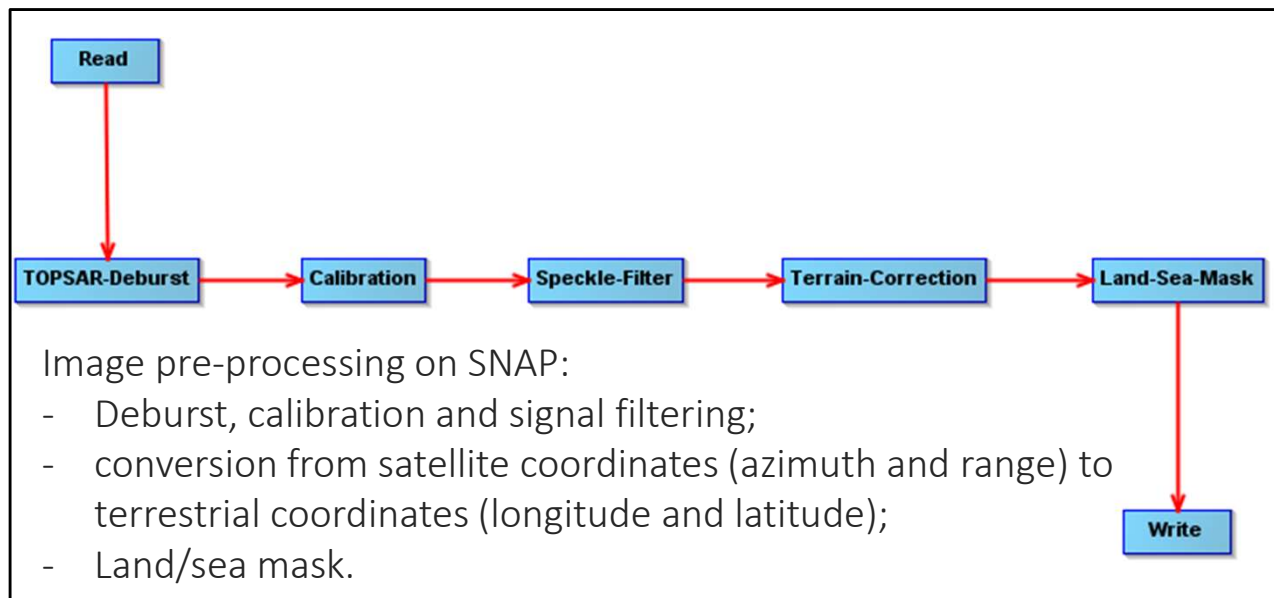 Read
TOPSAR-Deburst
Calibration
Speckle-Filter
Terrain-Correction
Land-Sea-Mask
Image pre-processing on SNAP:
- Deburst, calibration and signal filtering;
- conversion from satellite coordinates (azimuth and range) to
terrestrial coordinates (longitude and latitude);
- Land/sea mask.
Write